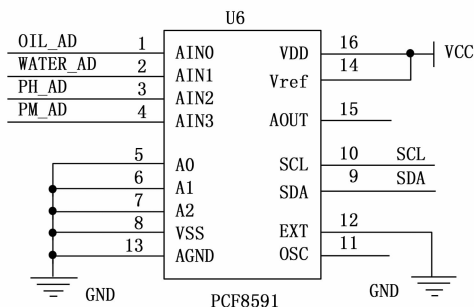 U6
OIL_AD 1 AIN0 VDD 16 VCC
WATER_AD 2 AIN1 Vref 14
PH_AD 3 AIN2
PM_AD 4 AIN3 AOUT 15
5 A0 SCL 10 SCL
6 A1 SDA 9 SDA
7 A2
8 VSS EXT 12
13 AGND OSC 11
GND GND
PCF8591